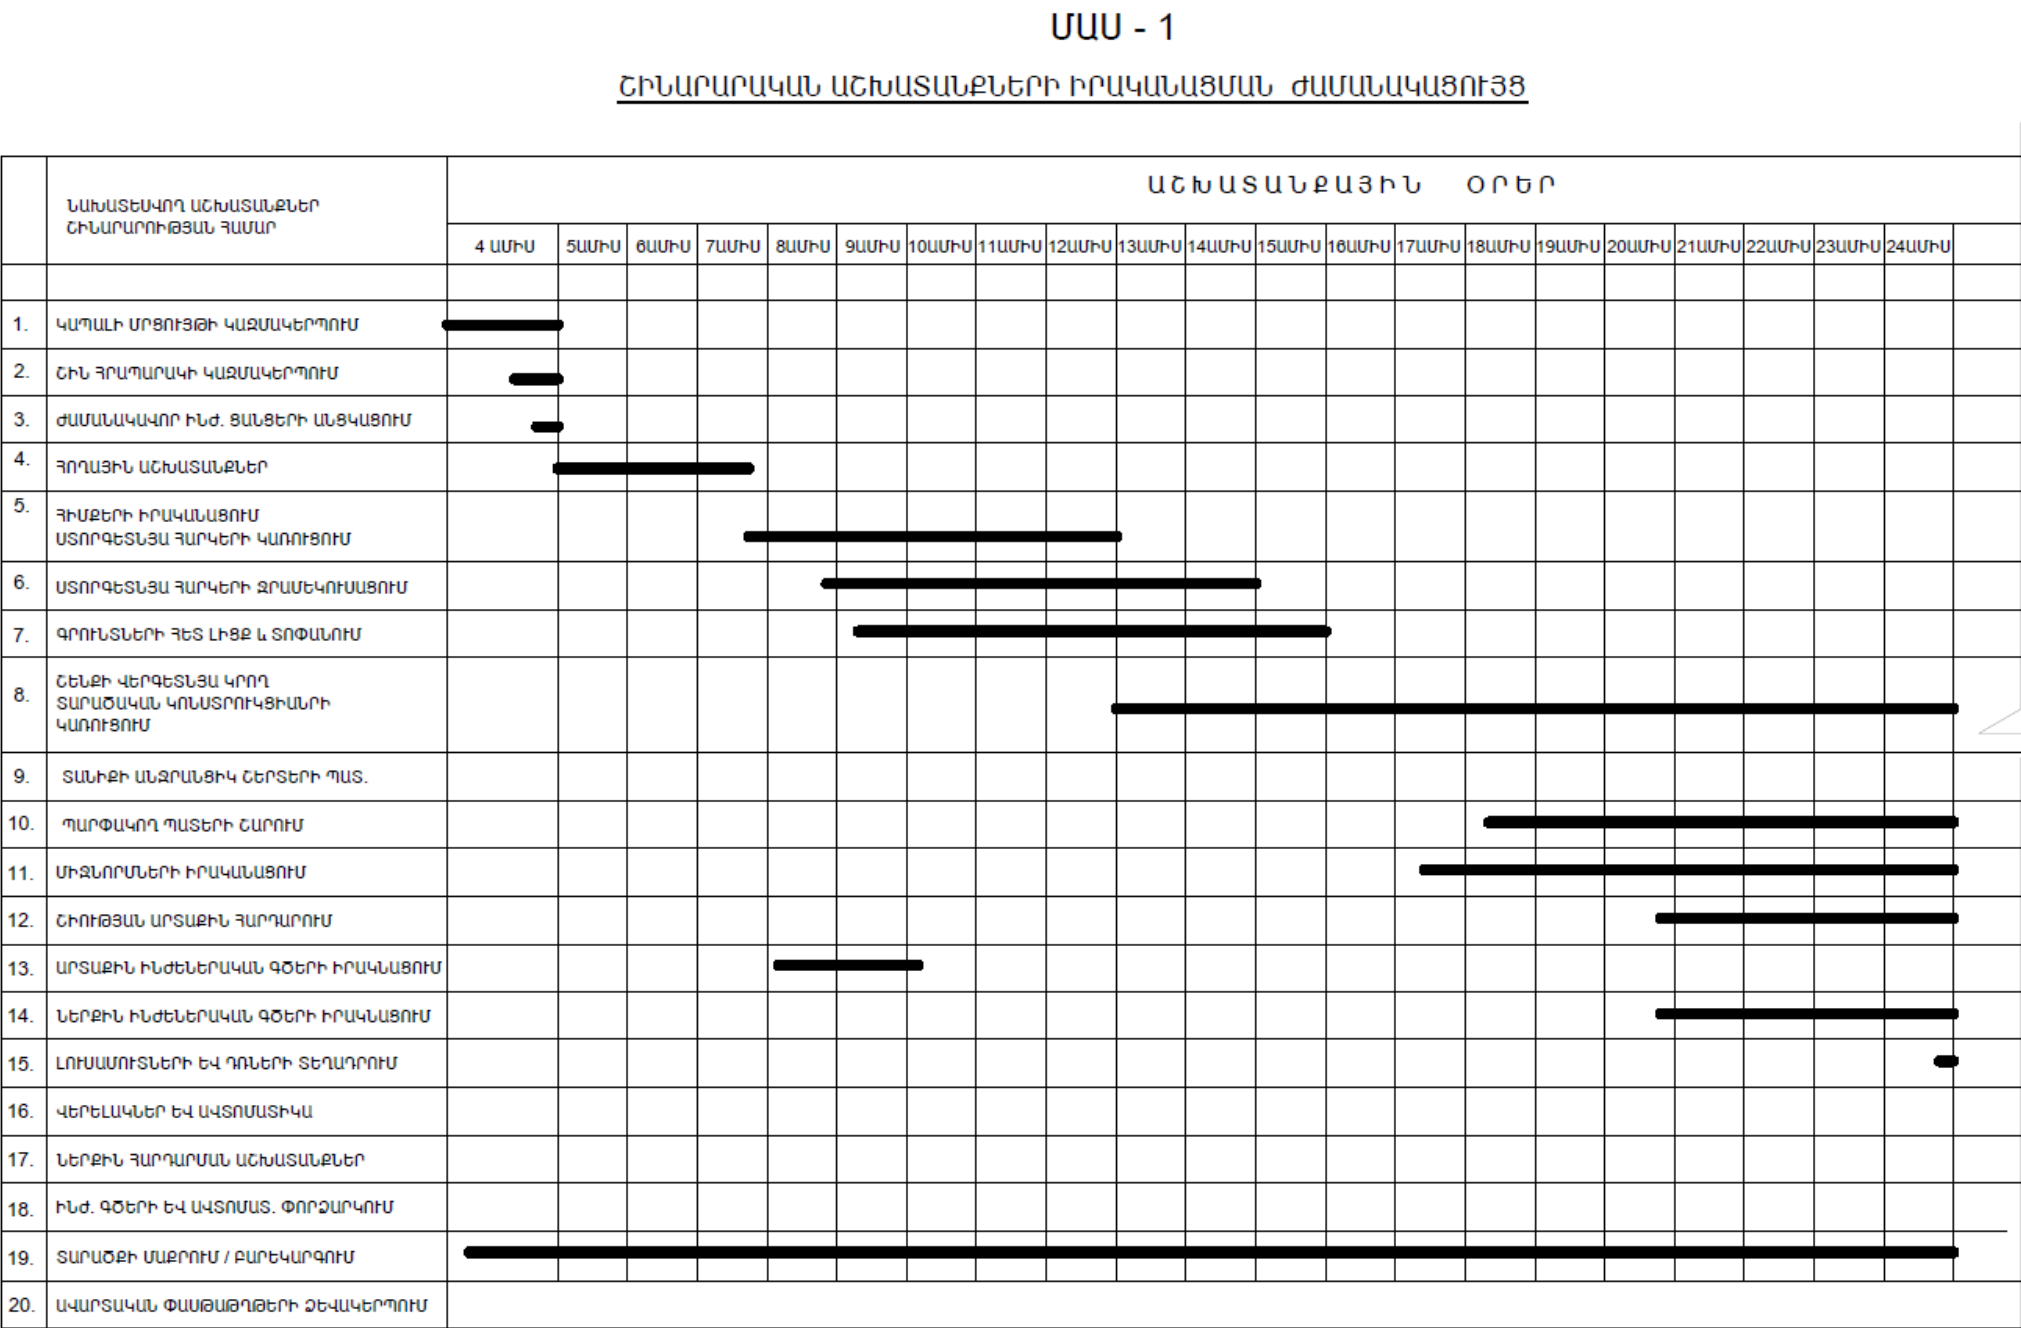 ՄԱՍ - 1
ՇԻՆԱՐԱՐԱԿԱՆ ԱՇԽԱՏԱՆՔՆԵՐԻ ԻՐԱԿԱՆԱՑՄԱՆ ԺԱՄԱՆԱԿԱՑՈՒՅՑ
ՆԱԽԱՏԵՍՎՈՂ ԱՇԽԱՏԱՆՔՆԵՐ
ՇԻՆԱՐԱՐՈՒԹՅԱՆ ՀԱՄԱՐ
ԱՇԽԱՏԱՆՔԱՅԻՆ ՕՐԵՐ
4 ԱՄԻՍ 5ԱՄԻՍ 6ԱՄԻՍ 7ԱՄԻՍ 8ԱՄԻՍ 9ԱՄԻՍ 10ԱՄԻՍ 11ԱՄԻՍ 12ԱՄԻՍ 13ԱՄԻՍ 14ԱՄԻՍ 15ԱՄԻՍ 16ԱՄԻՍ 17ԱՄԻՍ 18ԱՄԻՍ 19ԱՄԻՍ 20ԱՄԻՍ 21ԱՄԻՍ 22ԱՄԻՍ 23ԱՄԻՍ 24ԱՄԻՍ
1. ԿԱՊԱԼԻ ՄՐՑՈՒՅԹԻ ԿԱԶՄԱԿԵՐՊՈՒՄ
2. ՇԻՆ ՀՐԱՊԱՐԱԿԻ ԿԱԶՄԱԿԵՐՊՈՒՄ
3. ԺԱՄԱՆԱԿԱՎՈՐ ԻՆԺ. ՑԱՆՑԵՐԻ ԱՆՑԿԱՑՈՒՄ
4. ՀՈՂԱՅԻՆ ԱՇԽԱՏԱՆՔՆԵՐ
5. ՀԻՄՔԵՐԻ ԻՐԱԿԱՆԱՑՈՒՄ
ՍՏՈՐԳԵՏՆՅԱ ՀԱՐԿԵՐԻ ԿԱՌՈՒՑՈՒՄ
6. ՍՏՈՐԳԵՏՆՅԱ ՀԱՐԿԵՐԻ ՋՐԱՄԵԿՈՒՍԱՑՈՒՄ
7. ԳՐՈՒՆՏՆԵՐԻ ՀԵՏ ԼԻՑՔ և ՏՈՓԱՆՈՒՄ
8. ՇԵՆՔԻ ՎԵՐԳԵՏՆՅԱ ԿՐՈՂ
ՏԱՐԱԾԱԿԱՆ ԿՈՆՍՏՐՈՒԿՑԻԱՆՐԻ
ԿԱՌՈՒՑՈՒՄ
9. ՏԱՆԻՔԻ ԱՆՋՐԱՆՑԻԿ ՇԵՐՏԵՐԻ ՊԱՏ.
10. ՊԱՐՓԱԿՈՂ ՊԱՏԵՐԻ ՇԱՐՈՒՄ
11. ՄԻՋՆՈՐՄՆԵՐԻ ԻՐԱԿԱՆԱՑՈՒՄ
12. ՇԻՈՒԹՅԱՆ ԱՐՏԱՔԻՆ ՀԱՐԴԱՐՈՒՄ
13. ԱՐՏԱՔԻՆ ԻՆԺԵՆԵՐԱԿԱՆ ԳԾԵՐԻ ԻՐԱԿՆԱՑՈՒՄ
14. ՆԵՐՔԻՆ ԻՆԺԵՆԵՐԱԿԱՆ ԳԾԵՐԻ ԻՐԱԿՆԱՑՈՒՄ
15. ԼՈՒՍԱՄՈՒՏՆԵՐԻ ԵՎ ԴՌՆԵՐԻ ՏԵՂԱԴՐՈՒՄ
16. ՎԵՐԵԼԱԿՆԵՐ ԵՎ ԱՎՏՈՄԱՏԻԿԱ
17. ՆԵՐՔԻՆ ՀԱՐԴԱՐՄԱՆ ԱՇԽԱՏԱՆՔՆԵՐ
18. ԻՆԺ. ԳԾԵՐԻ ԵՎ ԱՎՏՈՄԱՏ. ՓՈՐՁԱՐԿՈՒՄ
19. ՏԱՐԱԾՔԻ ՄԱՔՐՈՒՄ / ԲԱՐԵԿԱՐԳՈՒՄ
20. ԱՎԱՐՏԱԿԱՆ ՓԱՍԹԱԹՂԹԵՐԻ ՁԵՎԱԿԵՐՊՈՒՄ